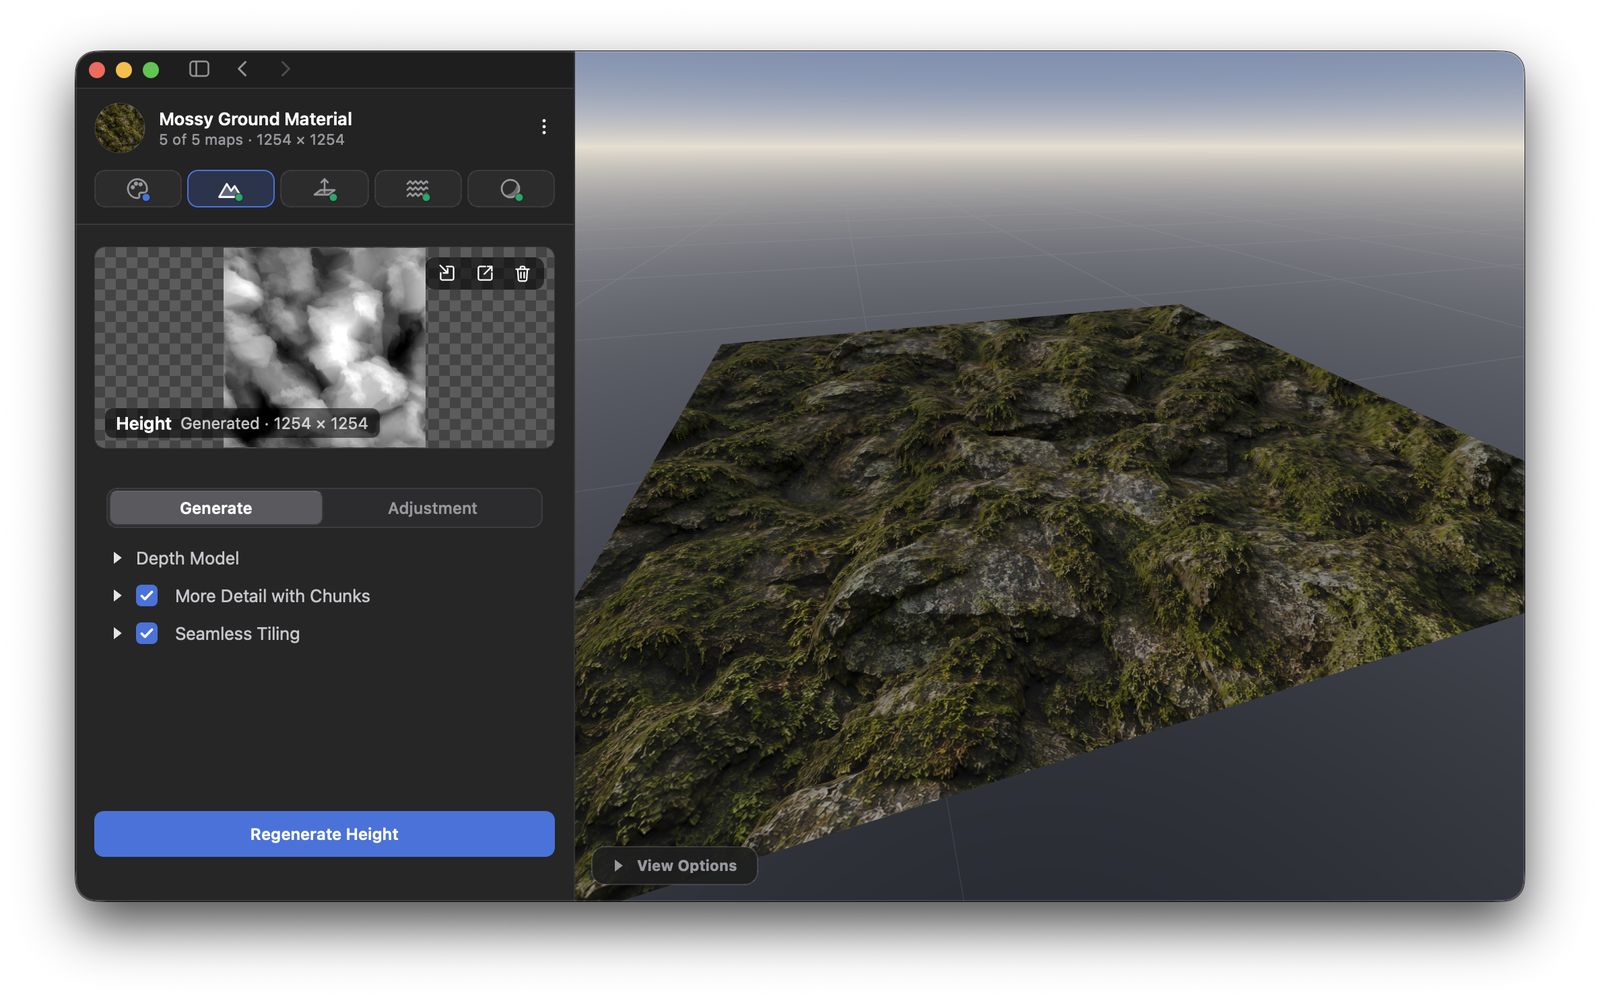 Mossy Ground Material
5 of 5 maps · 1254 × 1254
Height Generated · 1254 × 1254
Generate
Adjustment
Depth Model
More Detail with Chunks
Seamless Tiling
Regenerate Height
View Options